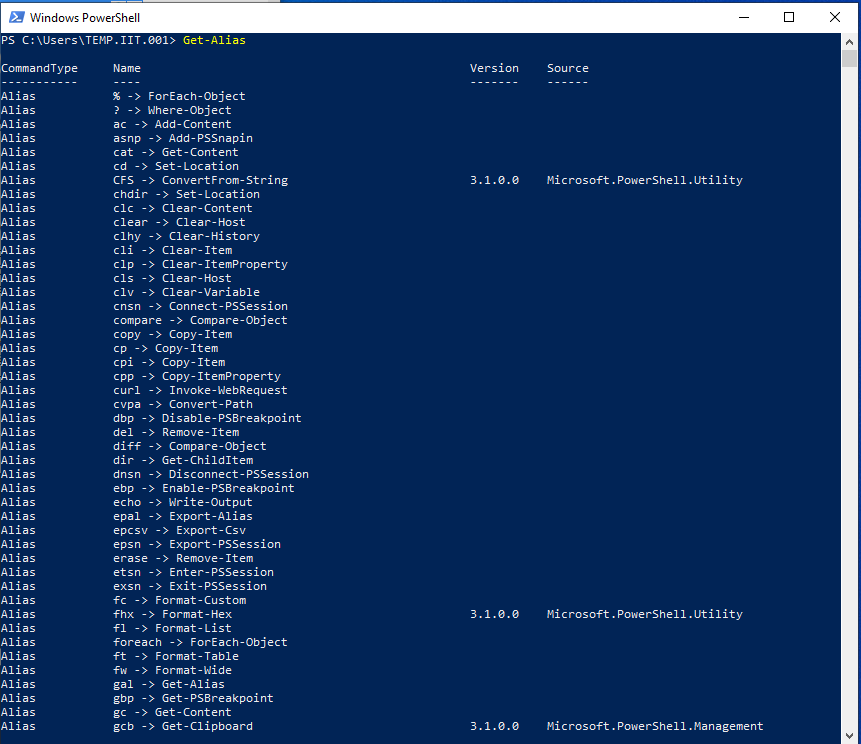 Windows PowerShell
PS C:\Users\TEMP.IIT.001> Get-Alias
CommandType     Name                                               Version    Source
-----------     ----                                               -------    ------
Alias           % -> ForEach-Object
Alias           ? -> Where-Object
Alias           ac -> Add-Content
Alias           asnp -> Add-PSSnapin
Alias           cat -> Get-Content
Alias           cd -> Set-Location
Alias           CFS -> ConvertFrom-String                          3.1.0.0    Microsoft.PowerShell.Utility
Alias           chdir -> Set-Location
Alias           clc -> Clear-Content
Alias           clear -> Clear-Host
Alias           clhy -> Clear-History
Alias           cli -> Clear-Item
Alias           clp -> Clear-ItemProperty
Alias           cls -> Clear-Host
Alias           clv -> Clear-Variable
Alias           cnsn -> Connect-PSSession
Alias           compare -> Compare-Object
Alias           copy -> Copy-Item
Alias           cp -> Copy-Item
Alias           cpi -> Copy-Item
Alias           cpp -> Copy-ItemProperty
Alias           curl -> Invoke-WebRequest
Alias           cvpa -> Convert-Path
Alias           dbp -> Disable-PSBreakpoint
Alias           del -> Remove-Item
Alias           diff -> Compare-Object
Alias           dir -> Get-ChildItem
Alias           dnsn -> Disconnect-PSSession
Alias           ebp -> Enable-PSBreakpoint
Alias           echo -> Write-Output
Alias           epal -> Export-Alias
Alias           epcsv -> Export-Csv
Alias           epsn -> Export-PSSession
Alias           erase -> Remove-Item
Alias           etsn -> Enter-PSSession
Alias           exsn -> Exit-PSSession
Alias           fc -> Format-Custom
Alias           fhx -> Format-Hex                                  3.1.0.0    Microsoft.PowerShell.Utility
Alias           fl -> Format-List
Alias           foreach -> ForEach-Object
Alias           ft -> Format-Table
Alias           fw -> Format-Wide
Alias           gal -> Get-Alias
Alias           gbp -> Get-PSBreakpoint
Alias           gc -> Get-Content
Alias           gcb -> Get-Clipboard                               3.1.0.0    Microsoft.PowerShell.Management